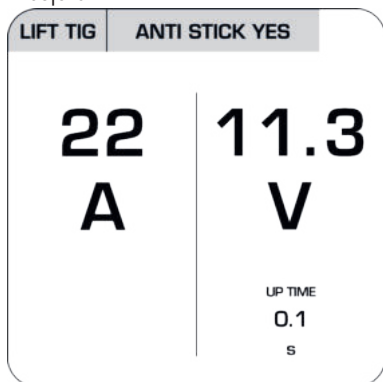 LIFT TIG ANTI STICK YES
22 11.3
A V
UP TIME
0.1
s